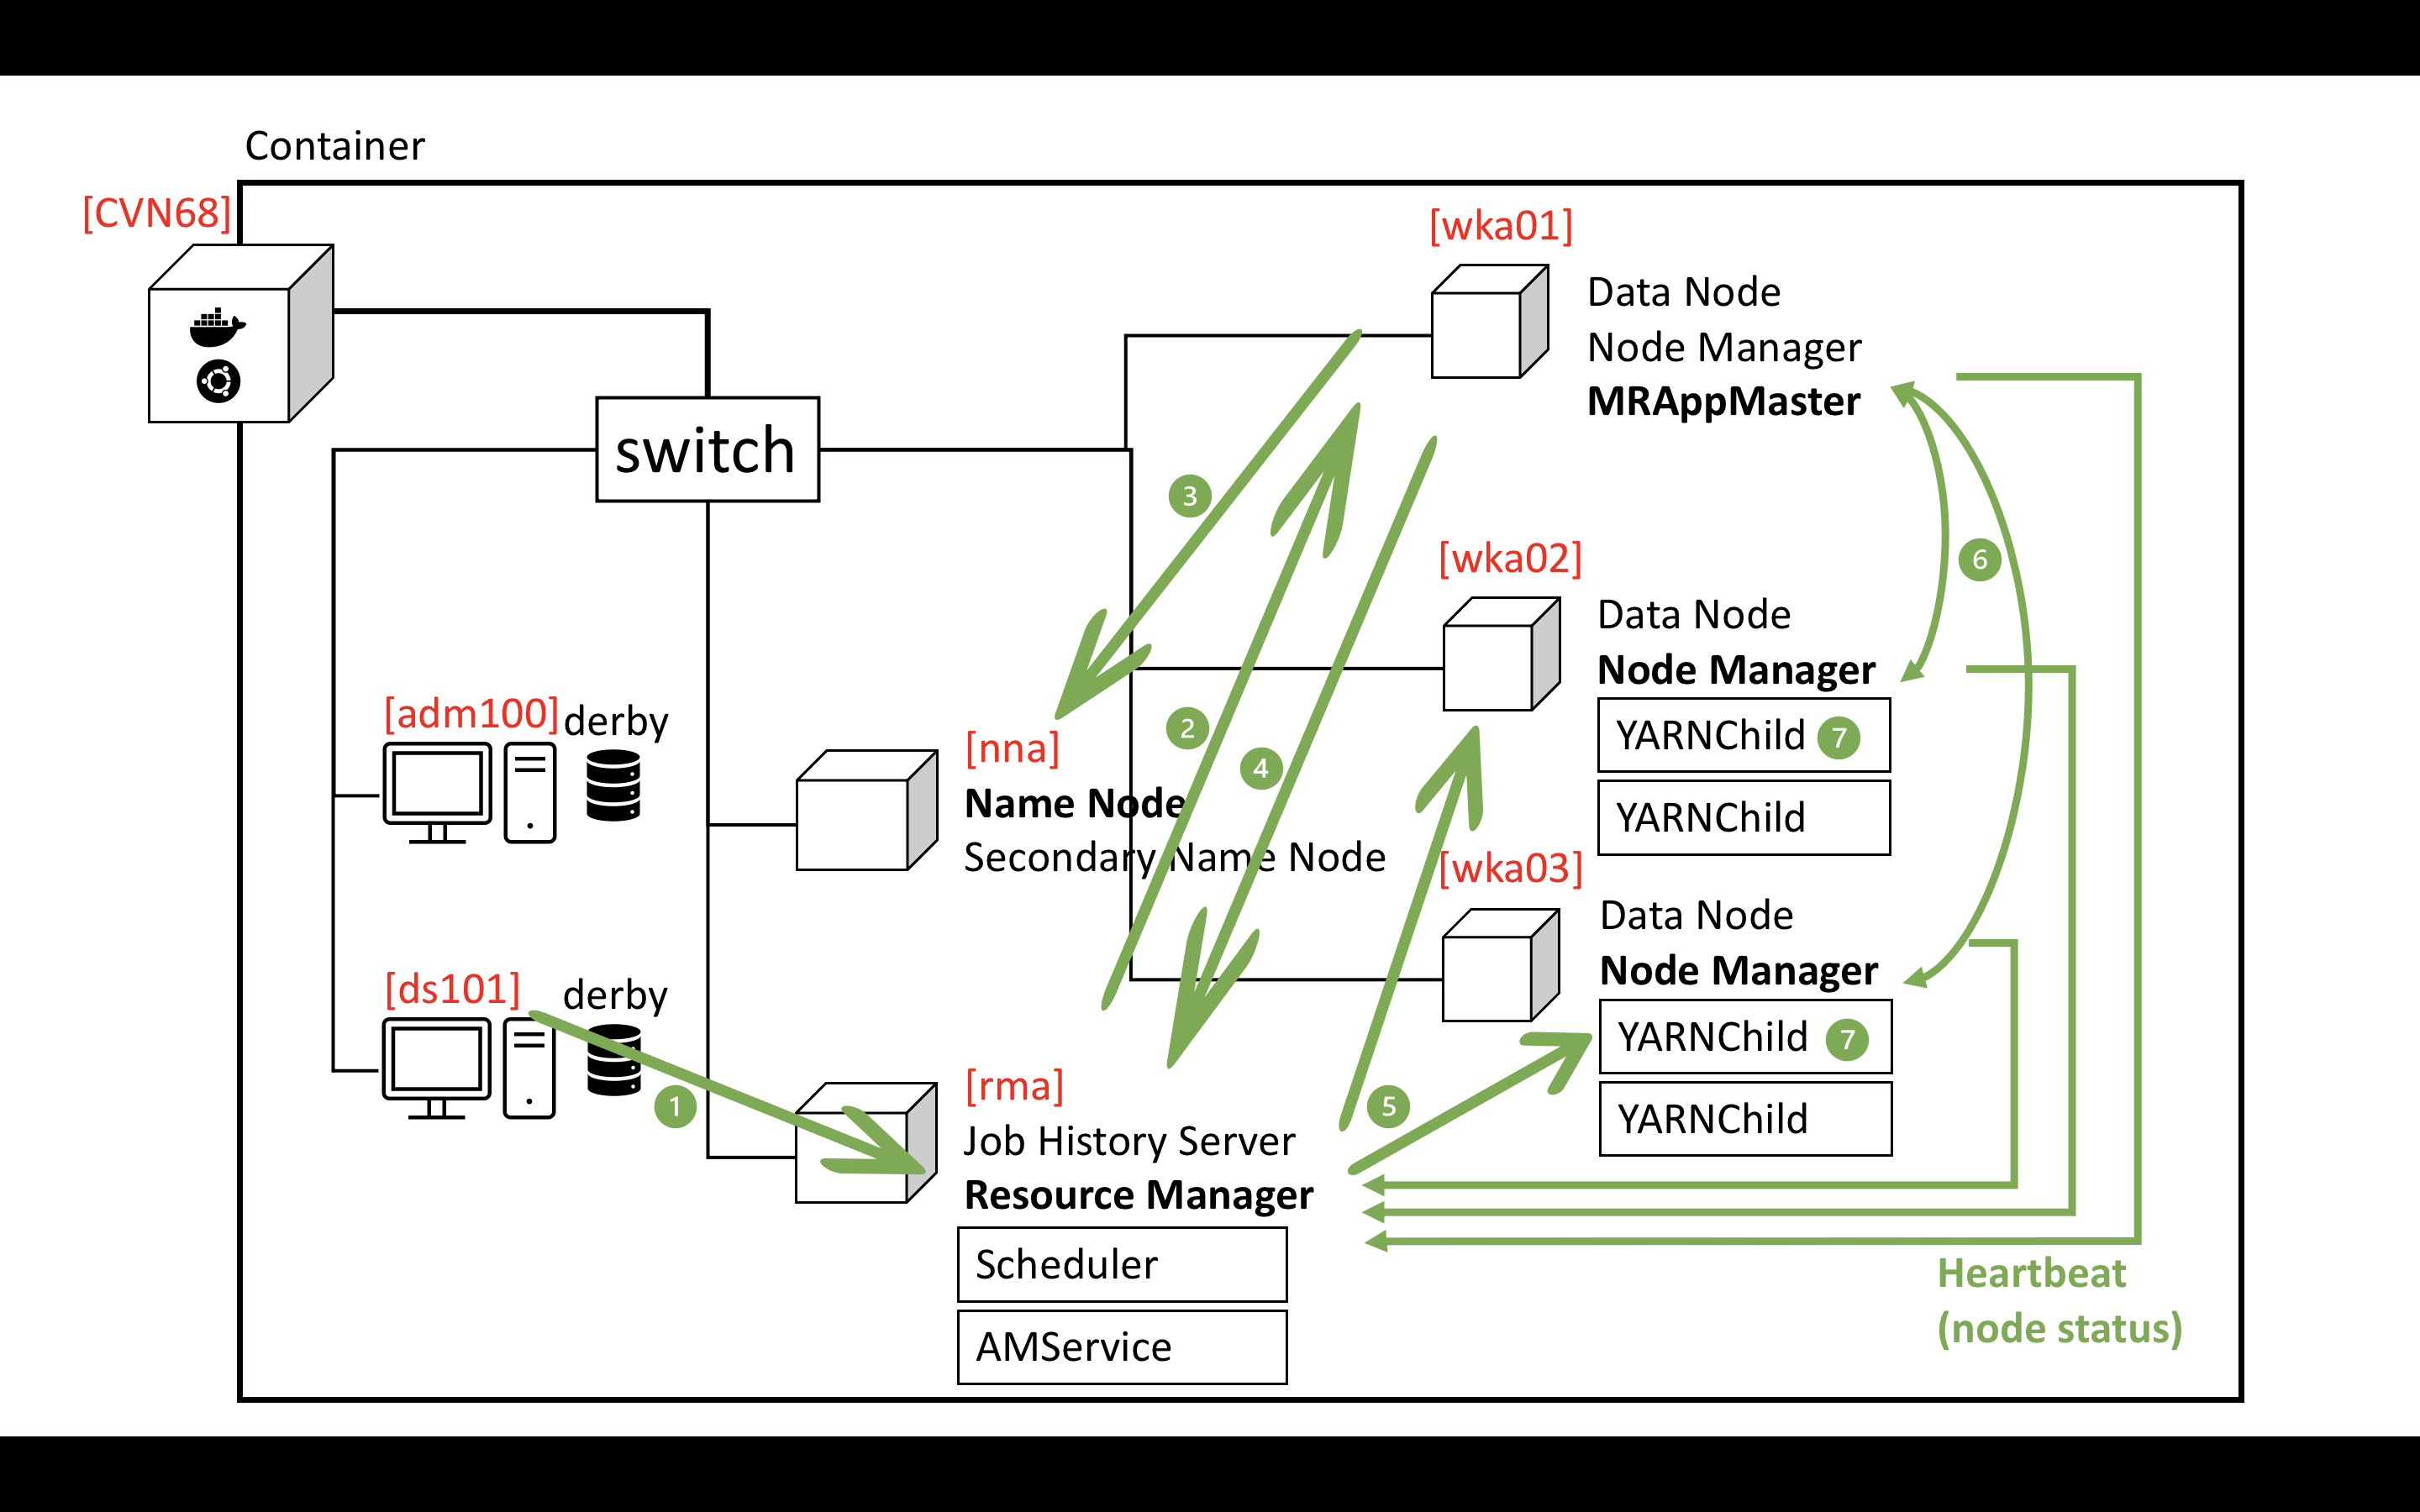 Container
[CVN68]
switch
[adm100]
derby
[ds101]
derby
1
[nna]
Name Node
Secondary Name Node
[rma]
Job History Server
Resource Manager
Scheduler
AMService
3
2
4
5
[wka01]
Data Node
Node Manager
MRAppMaster
[wka02]
Data Node
Node Manager
YARNChild 7
YARNChild
6
[wka03]
Data Node
Node Manager
YARNChild 7
YARNChild
Heartbeat
(node status)